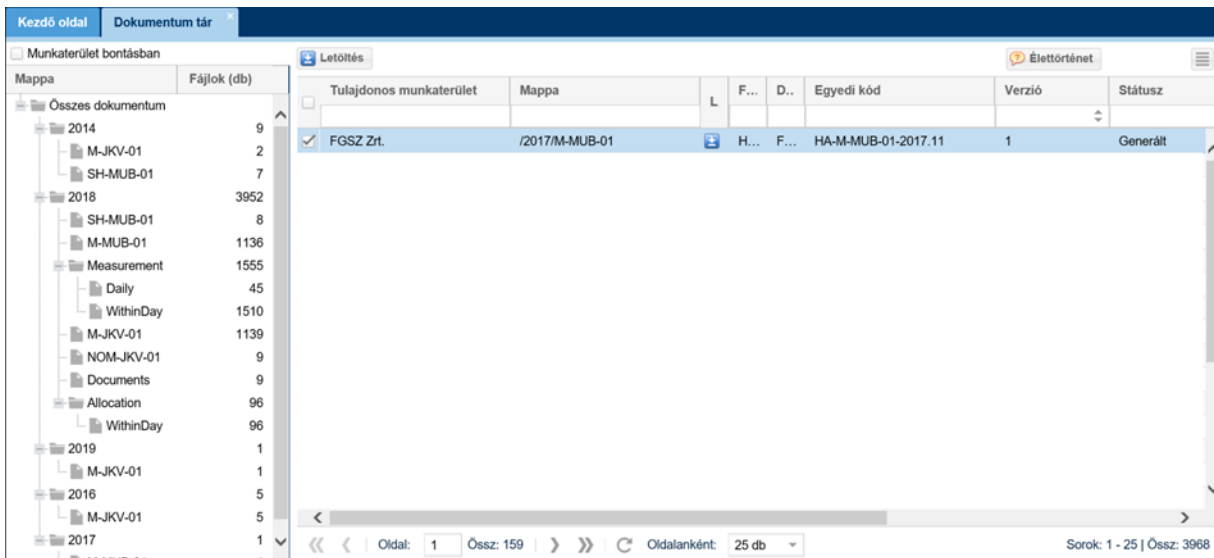 Kezdő oldal
Dokumentum tár
Munkaterület bontásban
Mappa Fájlok (db)
Összes dokumentum
2014 9
M-JKV-01 2
SH-MUB-01 7
2018 3952
SH-MUB-01 8
M-MUB-01 1136
Measurement 1555
Daily 45
WithinDay 1510
M-JKV-01 1139
NOM-JKV-01 9
Documents 9
Allocation 96
WithinDay 96
2019 1
M-JKV-01 1
2016 5
M-JKV-01 5
2017 1
Letöltés
Élettörténet
Tulajdonos munkaterület Mappa L F... D.. Egyedi kód Verzió Státusz
FGSZ Zrt. /2017/M-MUB-01 H... F... HA-M-MUB-01-2017.11 1 Generált
Oldal: 1 Össz: 159 Oldalanként: 25 db Sorok: 1 - 25 | Össz: 3968